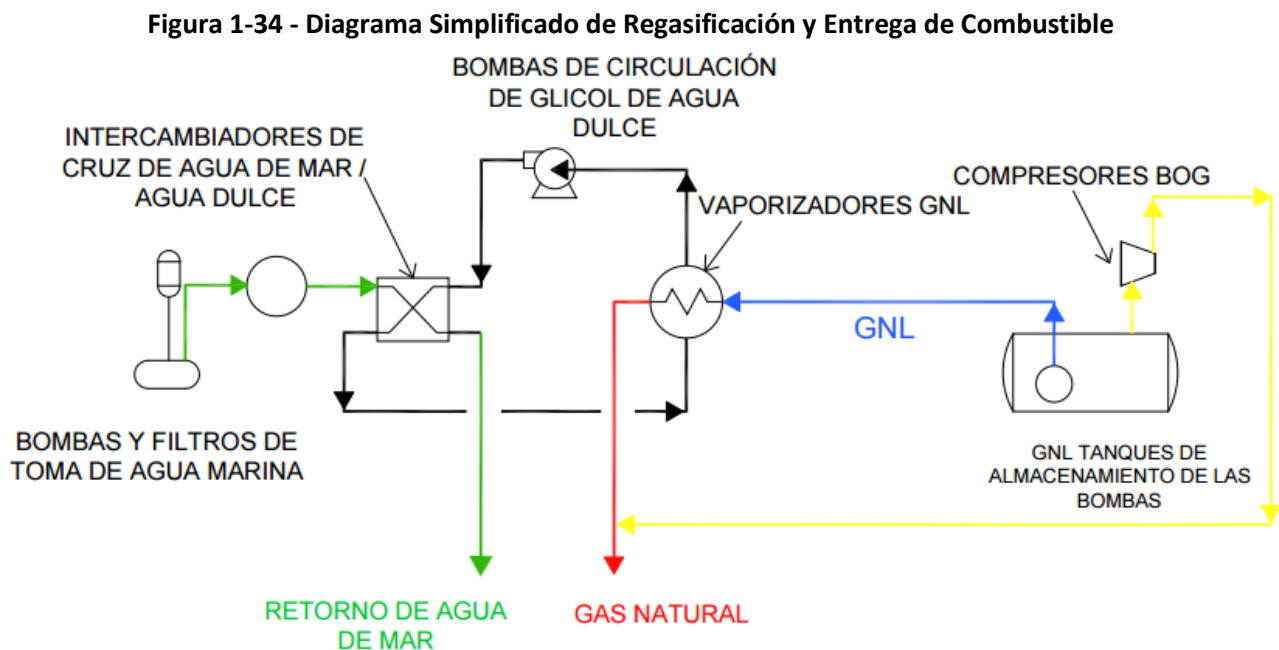 Figura 1-34 - Diagrama Simplificado de Regasificación y Entrega de Combustible
BOMBAS DE CIRCULACIÓN
DE GLICOL DE AGUA
DULCE
INTERCAMBIADORES DE
CRUZ DE AGUA DE MAR /
AGUA DULCE
COMPRESORES BOG
VAPORIZADORES GNL
GNL
BOMBAS Y FILTROS DE
TOMA DE AGUA MARINA
GNL TANQUES DE
ALMACENAMIENTO DE LAS
BOMBAS
RETORNO DE AGUA
DE MAR
GAS NATURAL